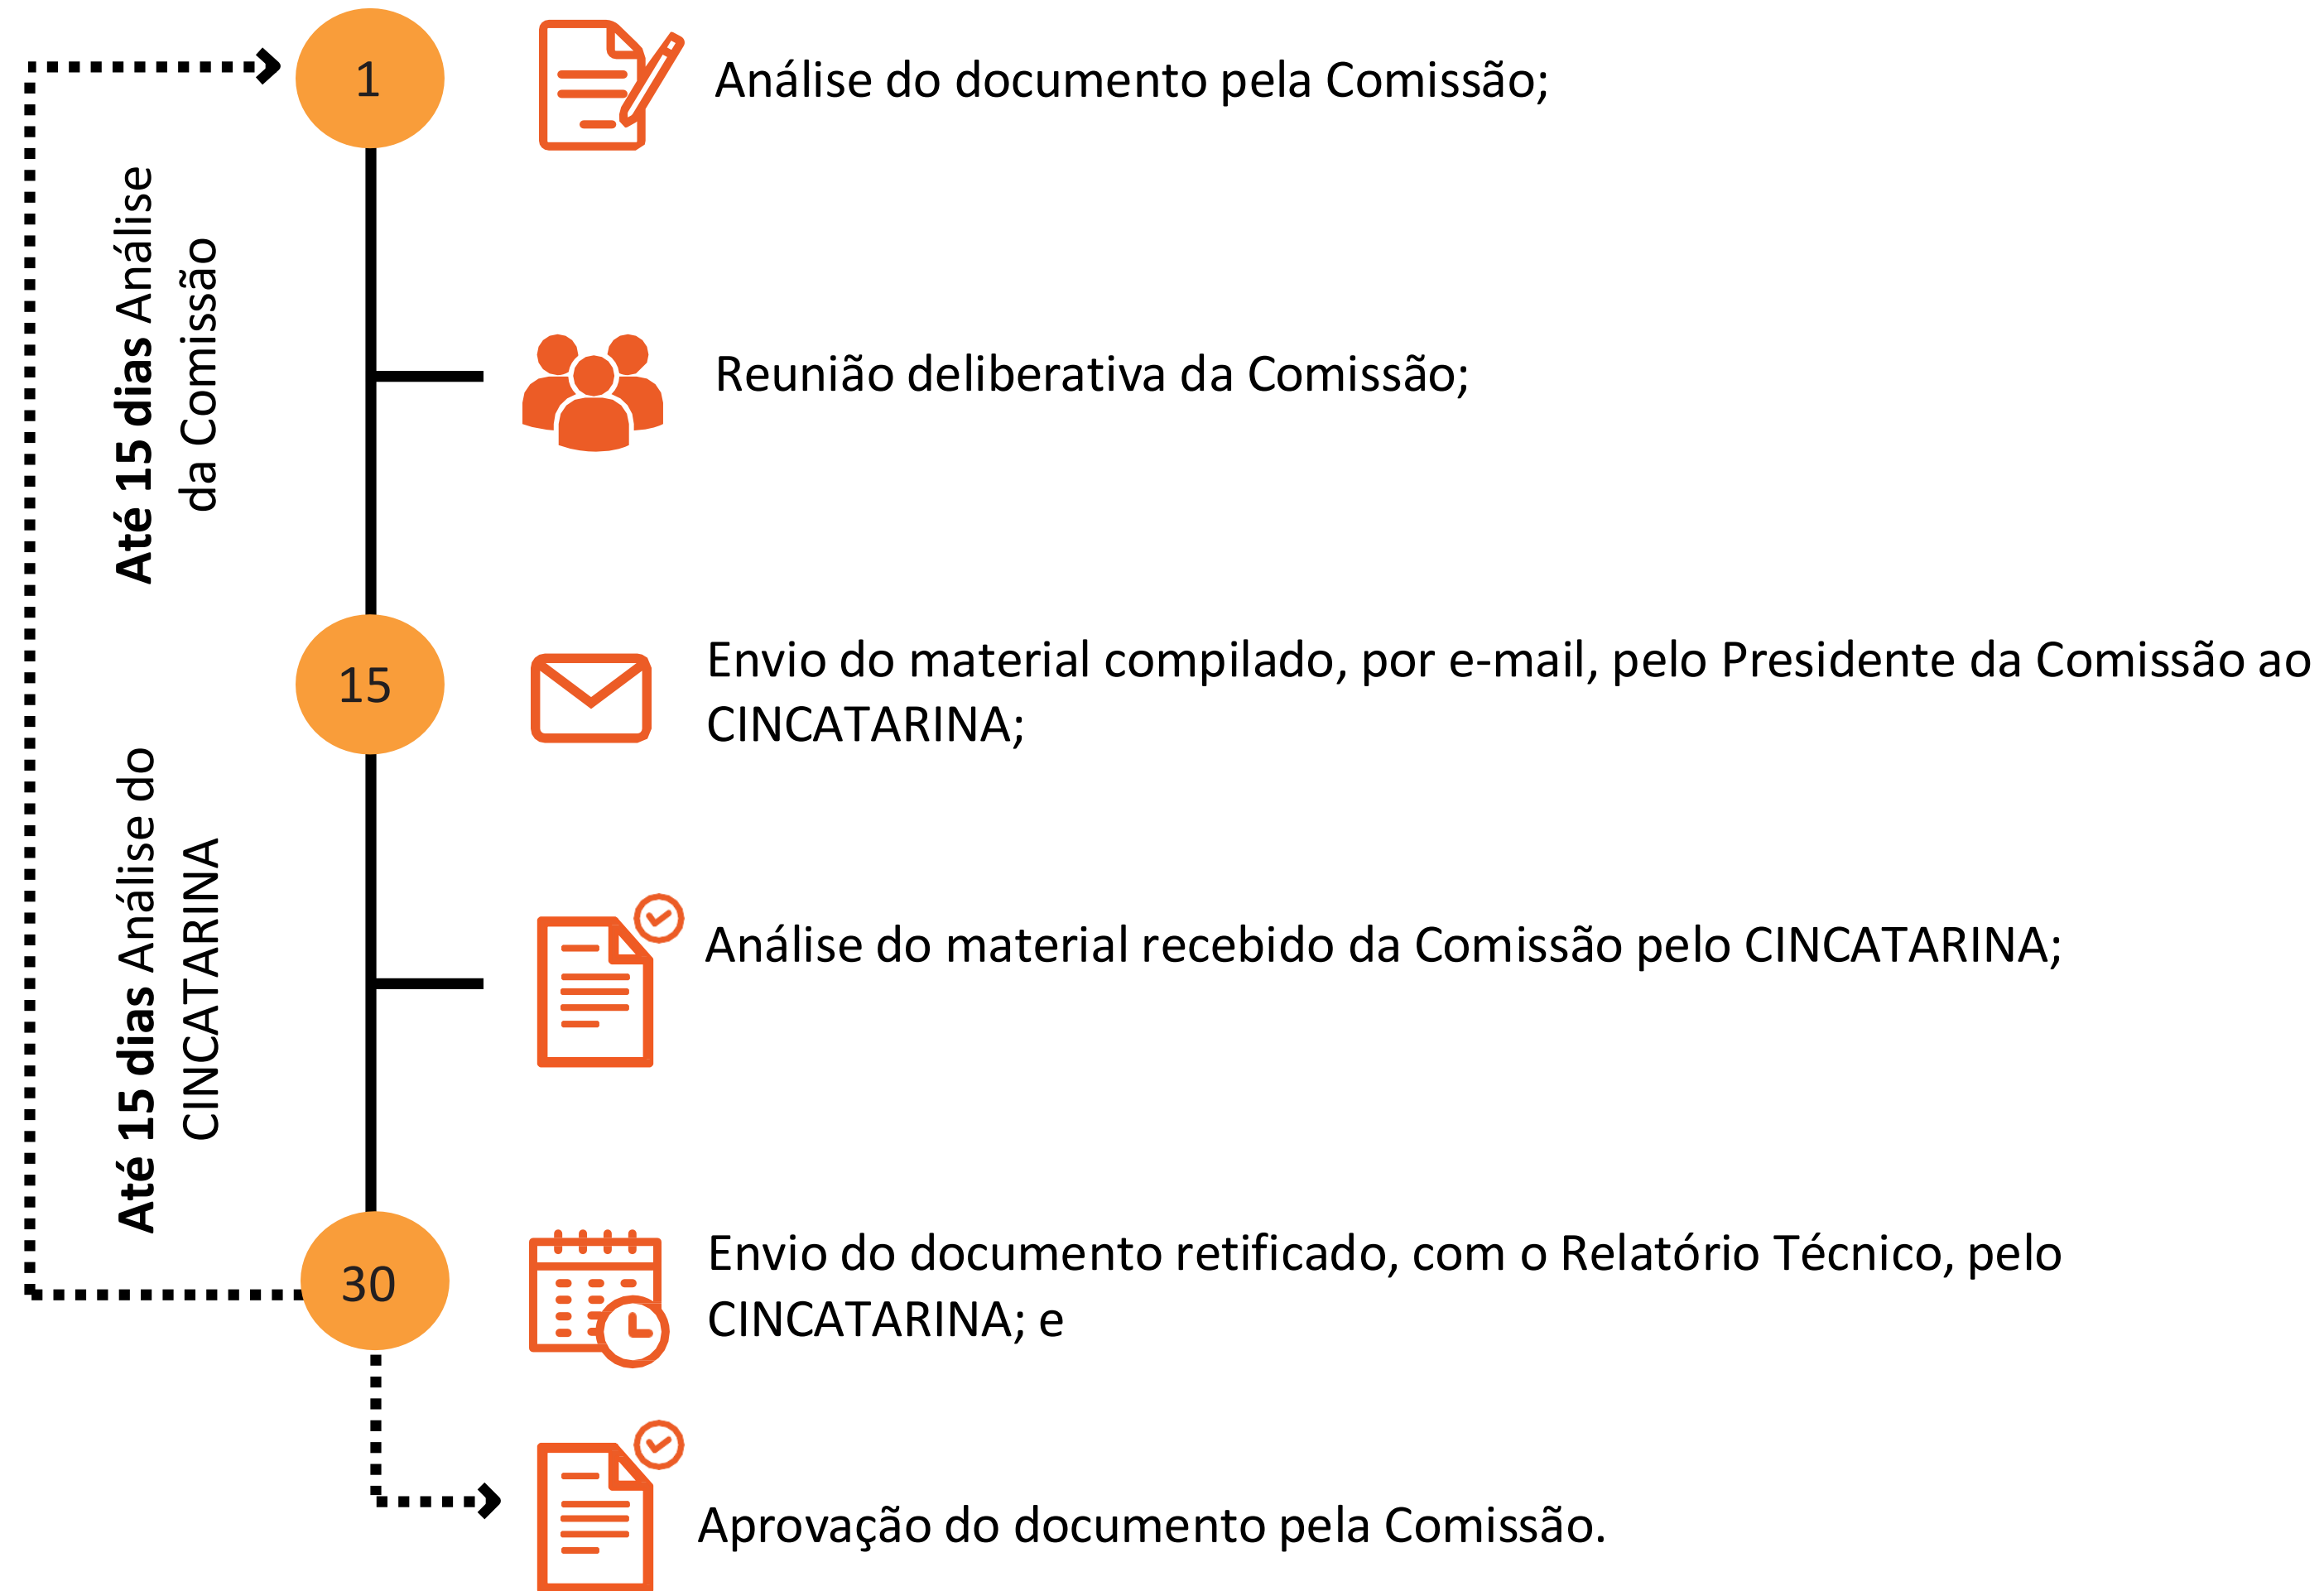 1
Análise do documento pela Comissão;
Até 15 dias Análise
da Comissão
Reunião deliberativa da Comissão;
15
Envio do material compilado, por e-mail, pelo Presidente da Comissão ao
CINCATARINA;
Até 15 dias Análise do
CINCATARINA
Análise do material recebido da Comissão pelo CINCATARINA;
30
Envio do documento retificado, com o Relatório Técnico, pelo
CINCATARINA; e
Aprovação do documento pela Comissão.